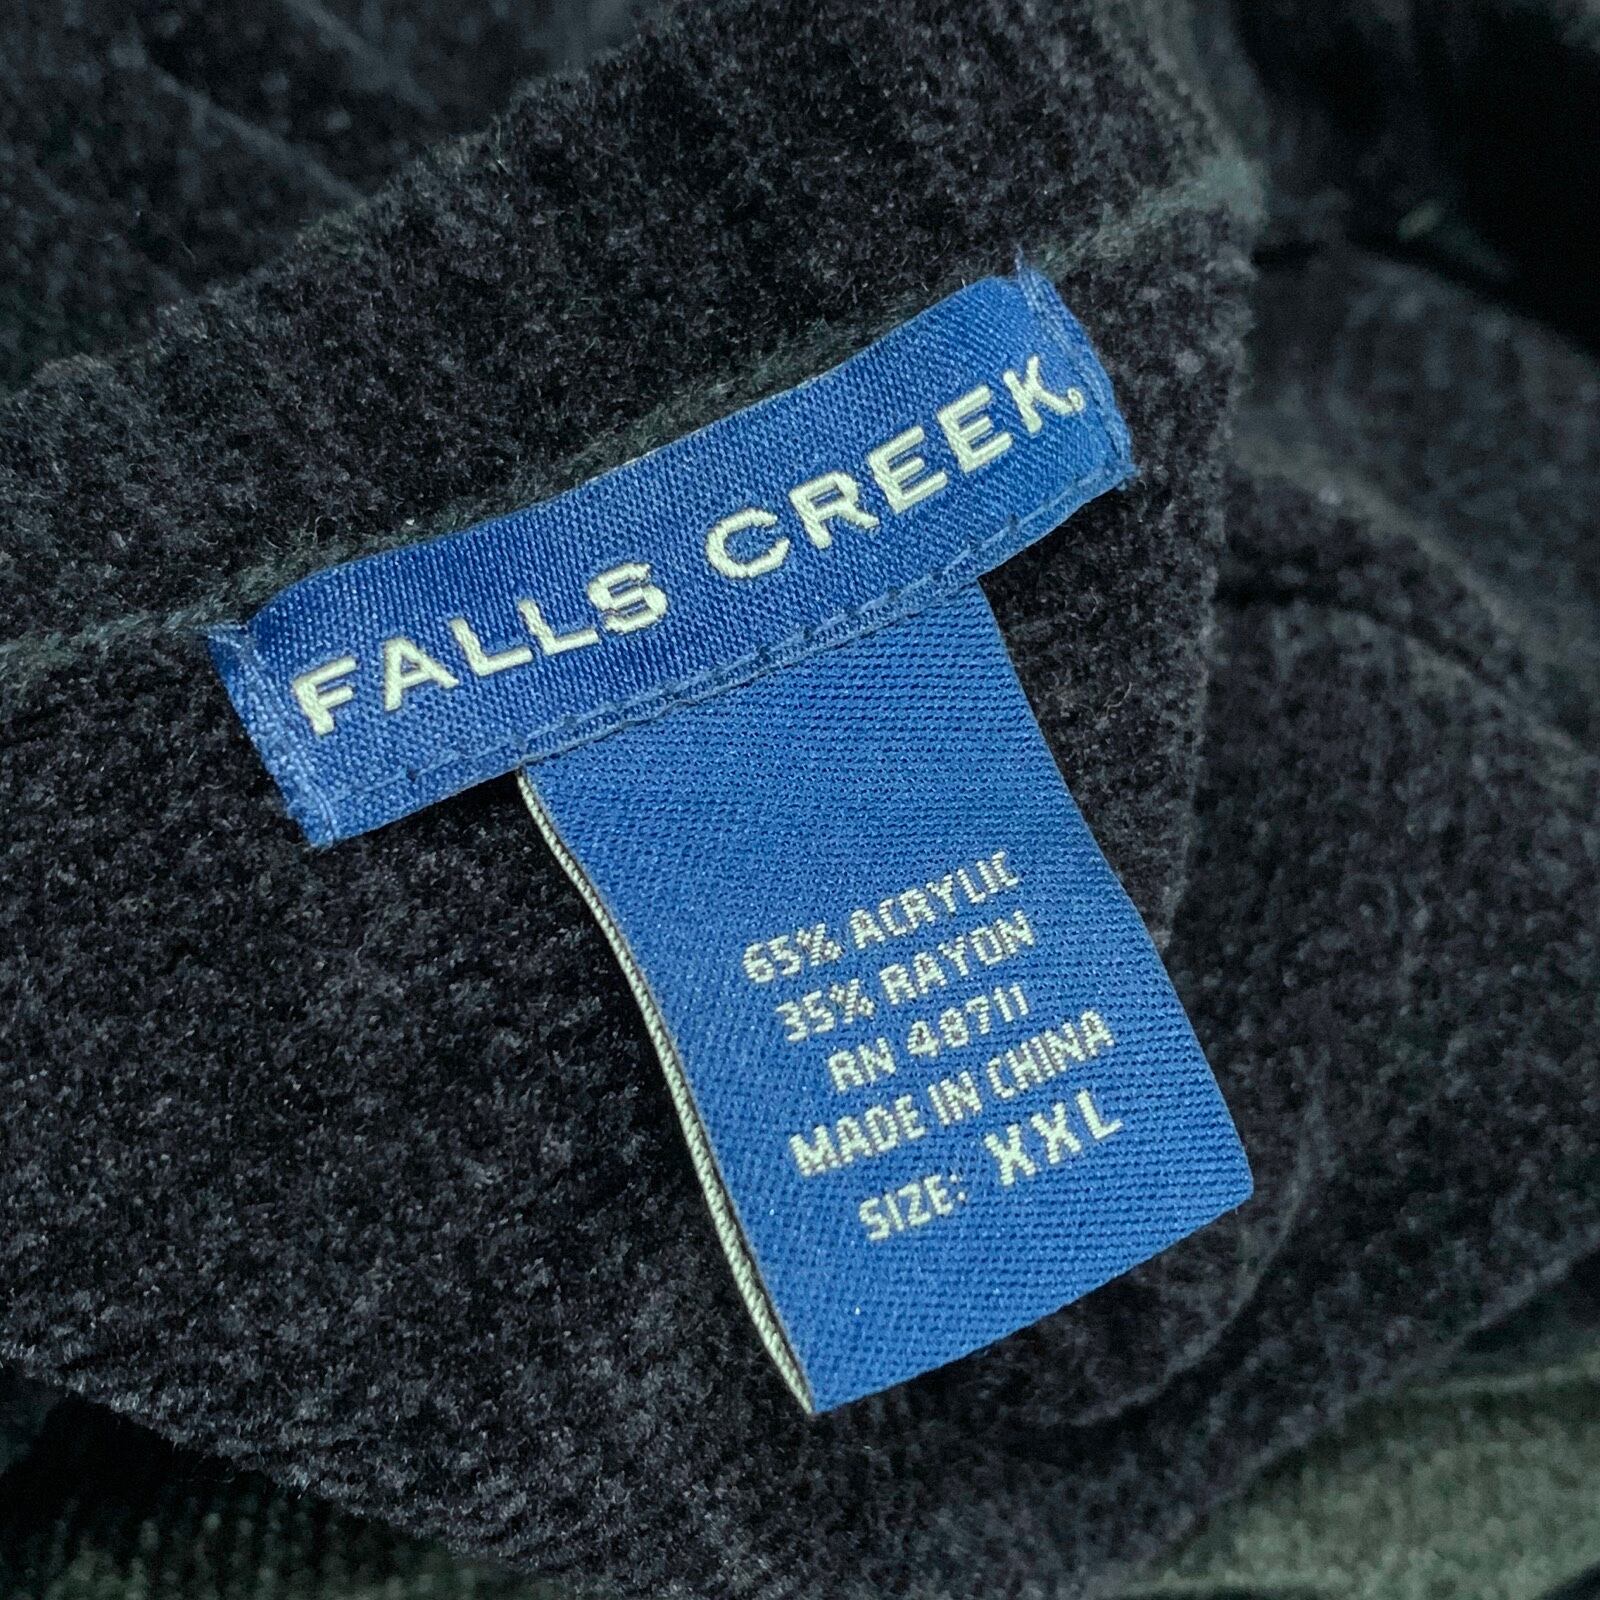 FALLS CREEK®
65% ACRYLIC
35% RAYON
RN 48711
MADE IN CHINA
SIZE: XXL